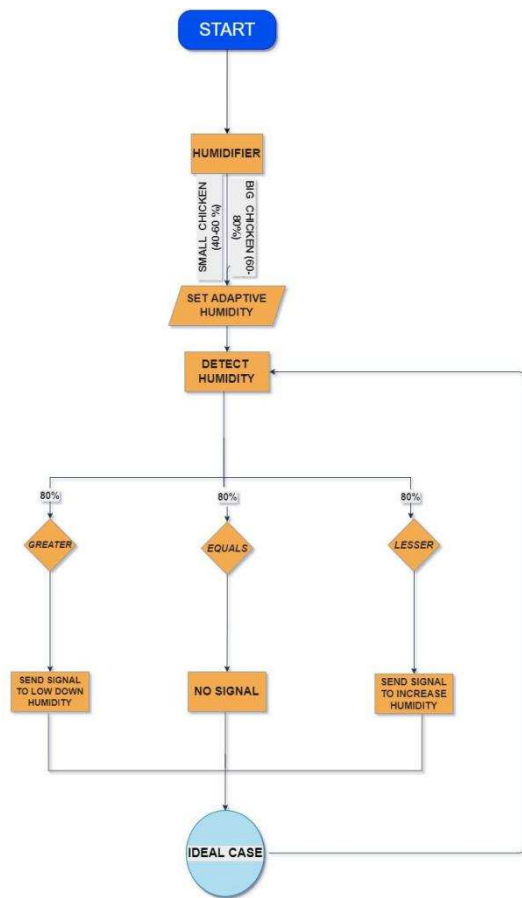 START
HUMIDIFIER
SMALL CHICKEN
(40-60 %)
BIG CHICKEN (60-
80%)
SET ADAPTIVE
HUMIDITY
DETECT
HUMIDITY
80%
80%
80%
GREATER
EQUALS
LESSER
SEND SIGNAL
TO LOW DOWN
HUMIDITY
NO SIGNAL
SEND SIGNAL
TO INCREASE
HUMIDITY
IDEAL CASE